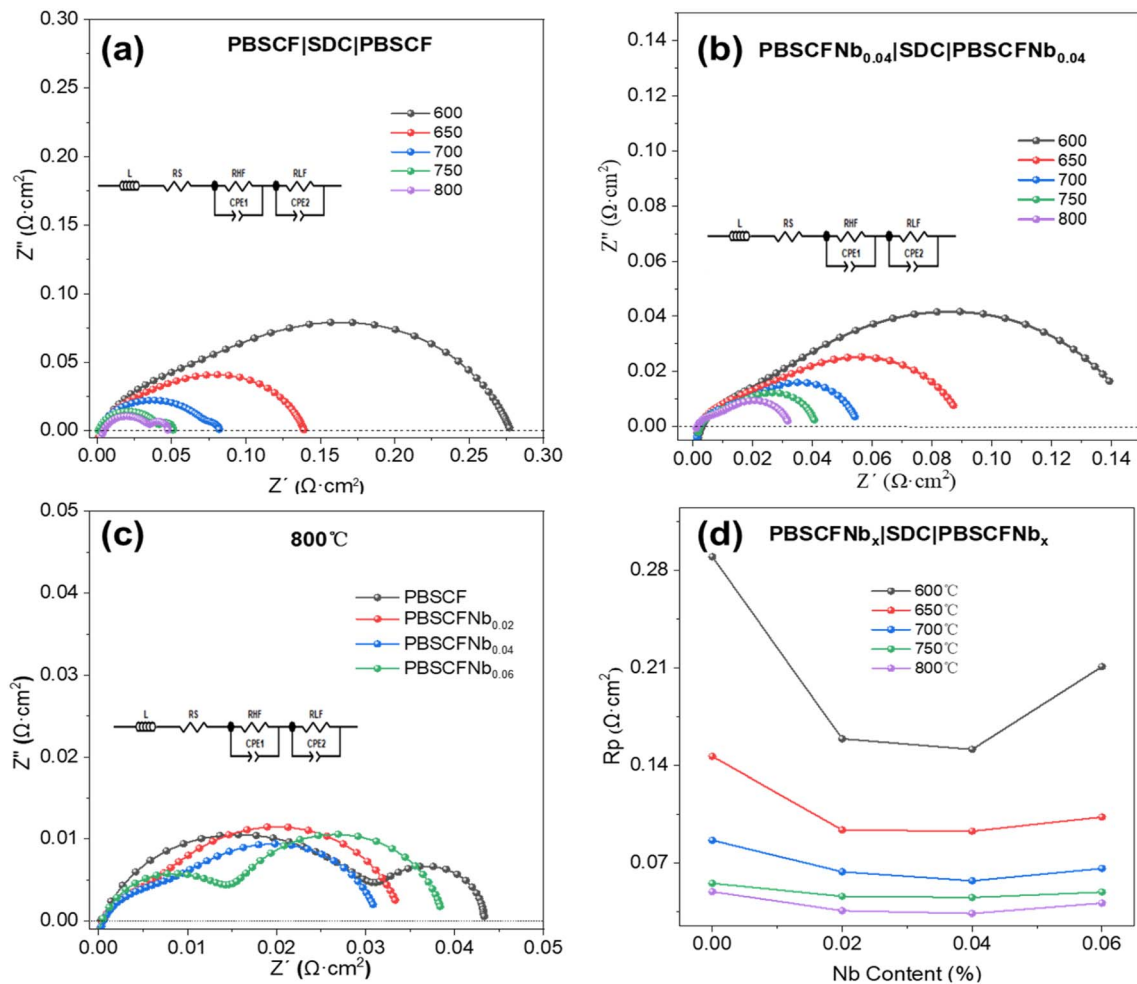 (a)
PBSCF|SDC|PBSCF
600
650
700
750
800
L RS RHF RLF
CPE1 CPE2
0.30
0.25
0.20
0.15
0.10
0.05
0.00
Z'' (Ω·cm²)
0.00 0.05 0.10 0.15 0.20 0.25 0.30
Z′ (Ω·cm²)
(b)
PBSCFNb₀.₀₄|SDC|PBSCFNb₀.₀₄
600
650
700
750
800
L RS RHF RLF
CPE1 CPE2
0.14
0.12
0.10
0.08
0.06
0.04
0.02
0.00
Z'' (Ω·cm²)
0.00 0.02 0.04 0.06 0.08 0.10 0.12 0.14
Z′ (Ω·cm²)
(c)
800℃
PBSCF
PBSCFNb₀.₀₂
PBSCFNb₀.₀₄
PBSCFNb₀.₀₆
L RS RHF RLF
CPE1 CPE2
0.05
0.04
0.03
0.02
0.01
0.00
Z'' (Ω·cm²)
0.00 0.01 0.02 0.03 0.04 0.05
Z′ (Ω·cm²)
(d)
PBSCFNbₓ|SDC|PBSCFNbₓ
600℃
650℃
700℃
750℃
800℃
0.28
0.21
0.14
0.07
Rp (Ω·cm²)
0.00 0.02 0.04 0.06
Nb Content (%)